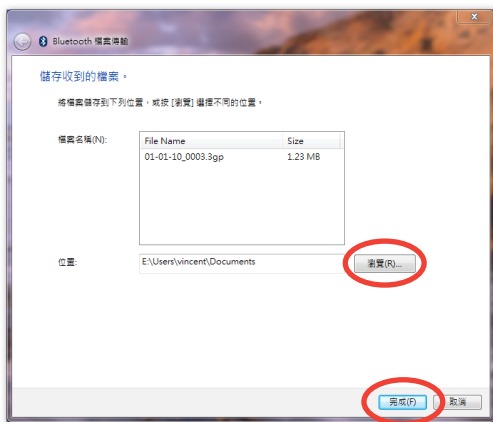 x
Bluetooth 檔案傳輸
儲存收到的檔案。
將檔案儲存到下列位置，或按 [瀏覽] 選擇不同的位置。
檔案名稱(N):
File Name Size
01-01-10_0003.3gp 1.23 MB
位置: E:\Users\vincent\Documents 瀏覽(R)...
完成(F) 取消